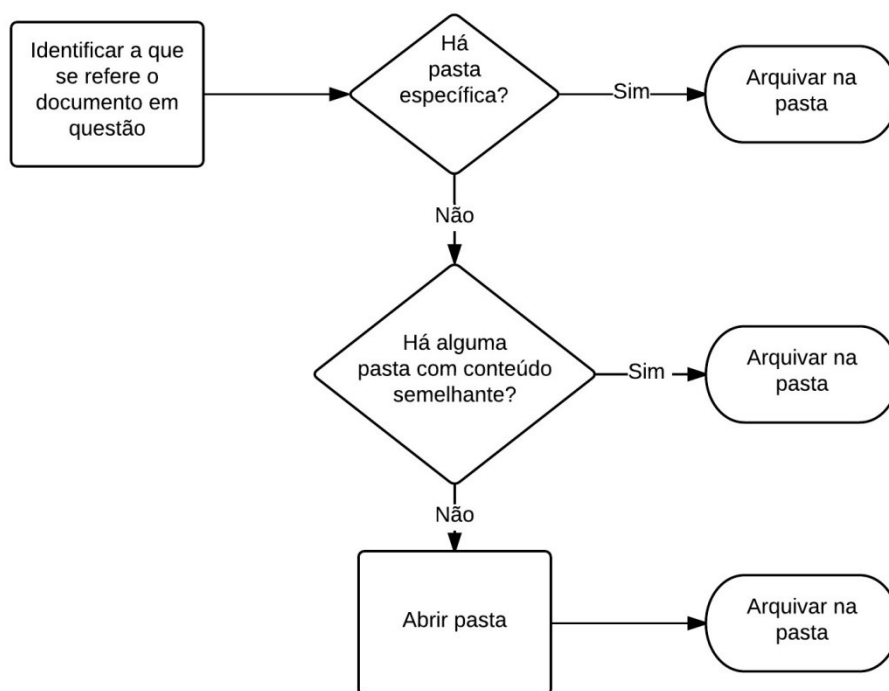 Identificar a que
se refere o
documento em
questão
Há
pasta
específica?
Sim
Arquivar na
pasta
Não
Há alguma
pasta com conteúdo
semelhante?
Sim
Arquivar na
pasta
Não
Abrir pasta
Arquivar na
pasta